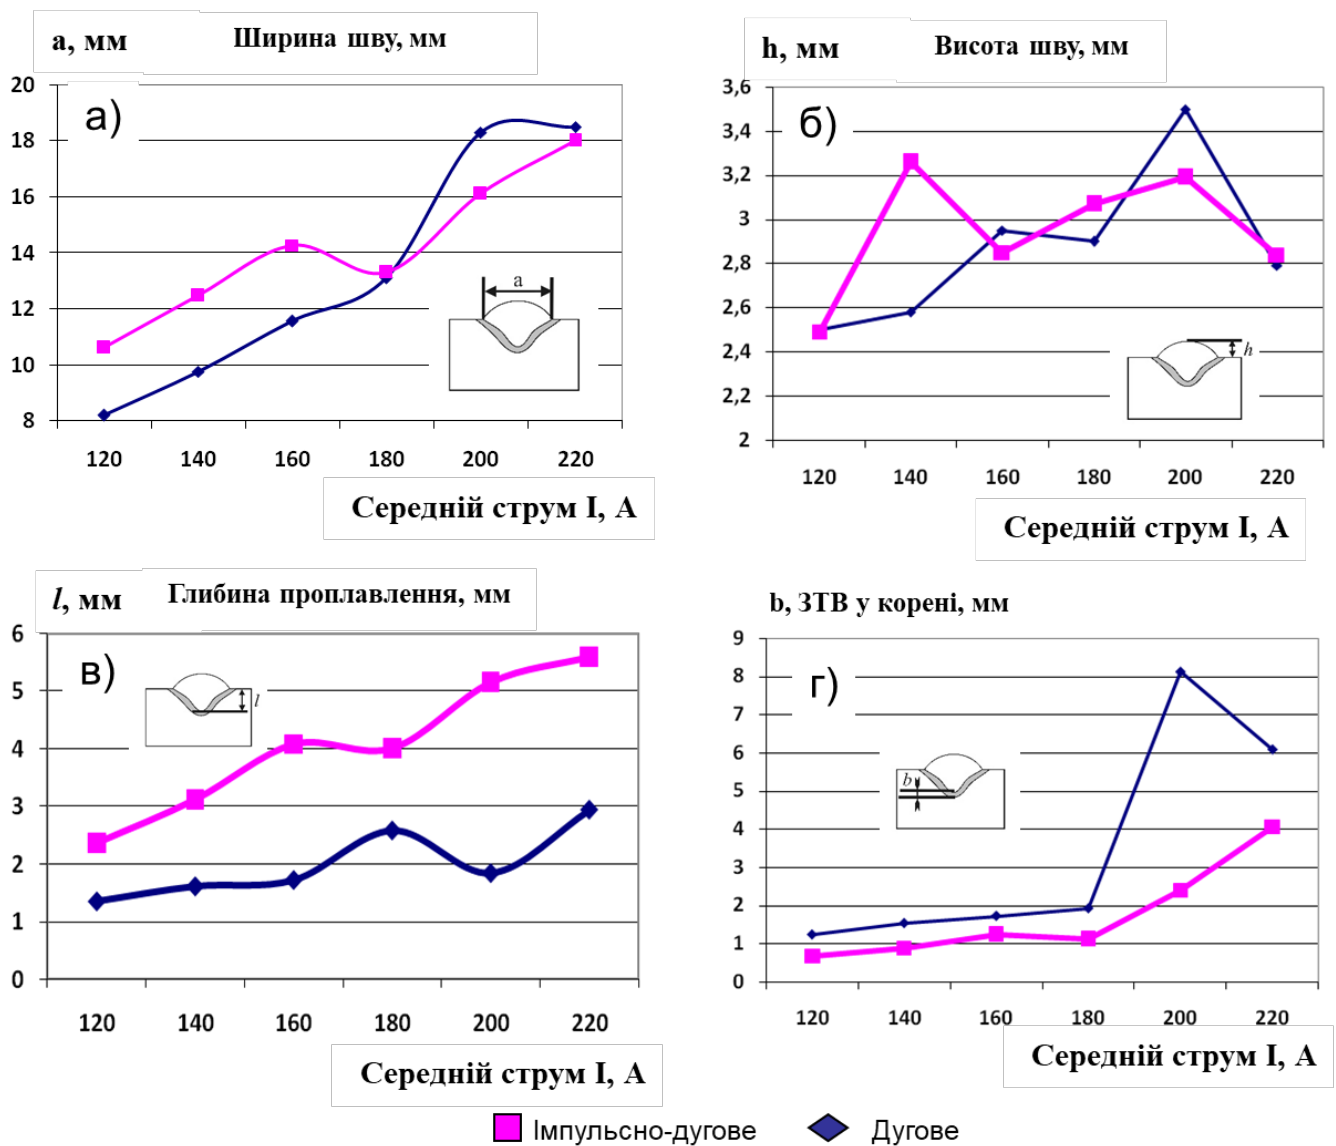 а, мм
Ширина шву, мм
20
18
16
14
12
10
8
а)
a
120 140 160 180 200 220
Середній струм I, А
h, мм
Висота шву, мм
3,6
3,4
3,2
3
2,8
2,6
2,4
2,2
2
б)
h
120 140 160 180 200 220
Середній струм I, А
l, мм
Глибина проплавлення, мм
6
5
4
3
2
1
0
в)
l
120 140 160 180 200 220
Середній струм I, А
b, ЗТВ у корені, мм
9
8
7
6
5
4
3
2
1
0
г)
b
120 140 160 180 200 220
Середній струм I, А
Імпульсно-дугове
Дугове